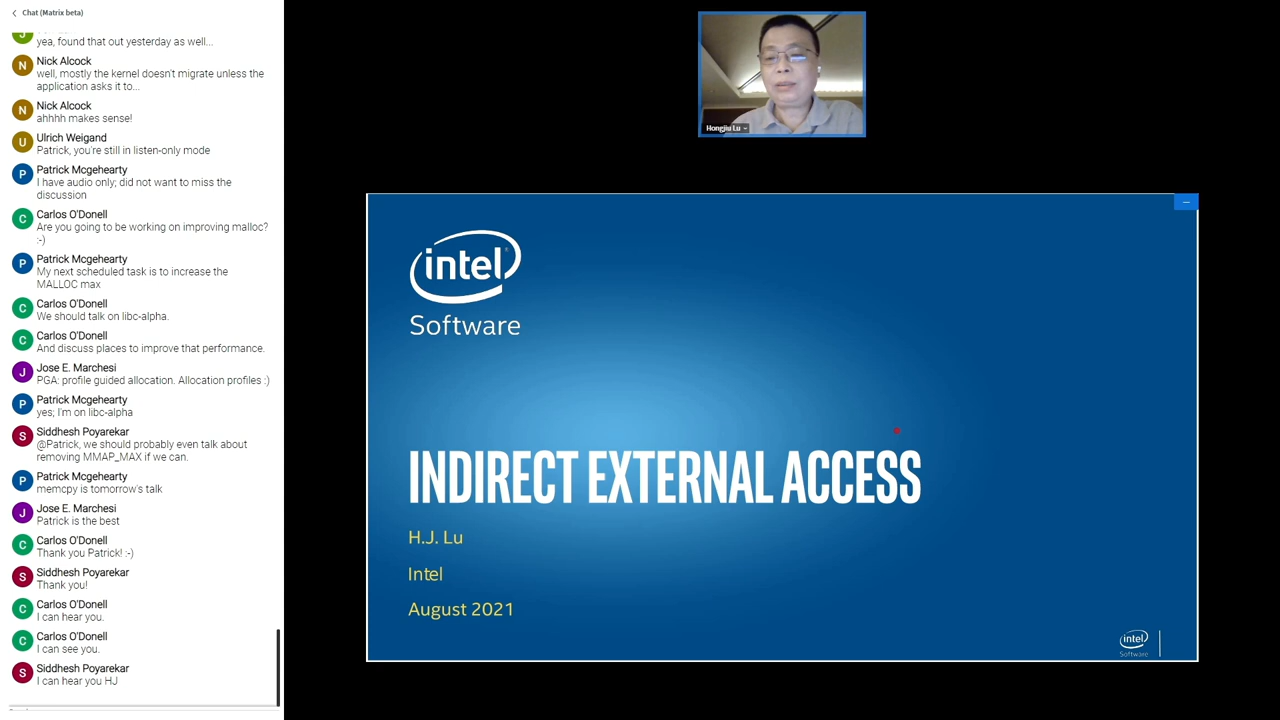 Chat (Matrix beta)
yea, found that out yesterday as well...
N
Nick Alcock
well, mostly the kernel doesn't migrate unless the
application asks it to...
N
Nick Alcock
ahhhh makes sense!
U
Ulrich Weigand
Patrick, you're still in listen-only mode
P
Patrick Mcgehearty
I have audio only; did not want to miss the
discussion
C
Carlos O'Donell
Are you going to be working on improving malloc?
:-)
P
Patrick Mcgehearty
My next scheduled task is to increase the
MALLOC max
C
Carlos O'Donell
We should talk on libc-alpha.
C
Carlos O'Donell
And discuss places to improve that performance.
J
Jose E. Marchesi
PGA: profile guided allocation. Allocation profiles :)
P
Patrick Mcgehearty
yes; I'm on libc-alpha
S
Siddhesh Poyarekar
@Patrick, we should probably even talk about
removing MMAP_MAX if we can.
P
Patrick Mcgehearty
memcpy is tomorrow's talk
J
Jose E. Marchesi
Patrick is the best
C
Carlos O'Donell
Thank you Patrick! :-)
S
Siddhesh Poyarekar
Thank you!
C
Carlos O'Donell
I can hear you.
C
Carlos O'Donell
I can see you.
S
Siddhesh Poyarekar
I can hear you HJ
Hongjiu Lu
intel
Software
INDIRECT EXTERNAL ACCESS
H.J. Lu
Intel
August 2021
intel
Software